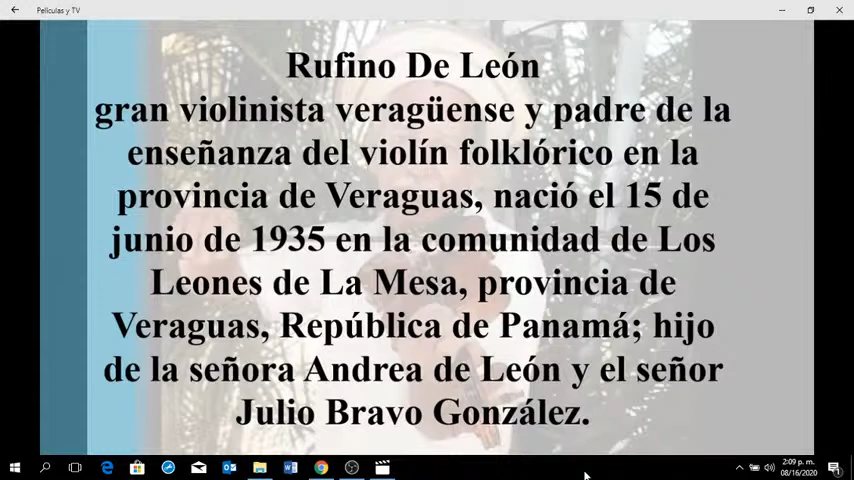 Películas y TV
Rufino De León
gran violinista veragüense y padre de la
enseñanza del violín folklórico en la
provincia de Veraguas, nació el 15 de
junio de 1935 en la comunidad de Los
Leones de La Mesa, provincia de
Veraguas, República de Panamá; hijo
de la señora Andrea de León y el señor
Julio Bravo González.
2:09 p. m.
08/16/2020